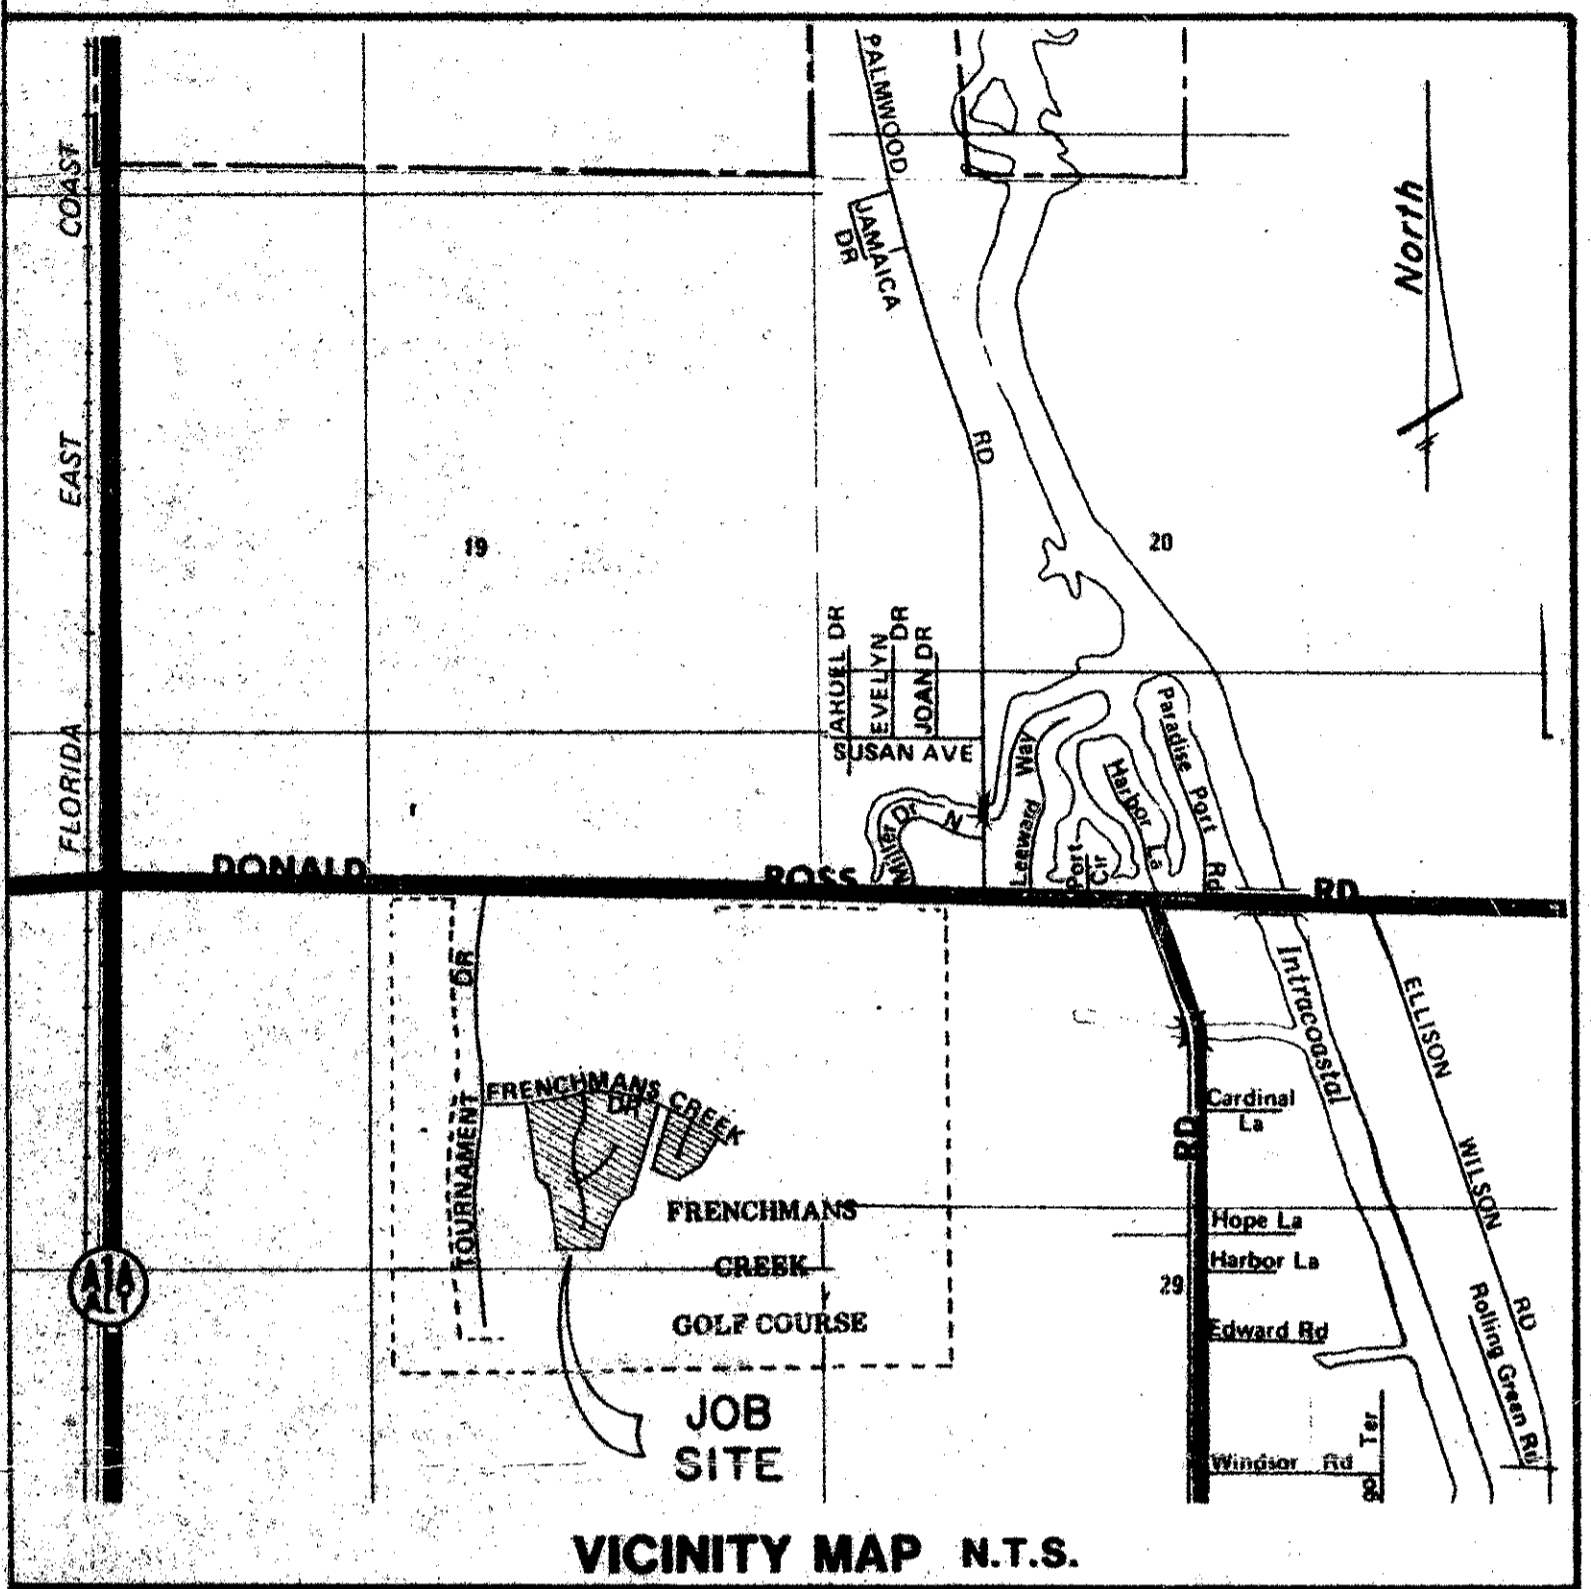 PALMWOOD
RD
JAMAICA
DR
North
COAST
EAST
FLORIDA
19
20
EVELYN
DR
JOAN DR
SUSAN AVE
Miller Dr N
Leeward Way
Port
Cir
Harbor La
Paradise Port Rd
DONALD ROSS RD
TOURNAMENT DR
FRENCHMANS CREEK
DR
Intracoastal
ELLISON
WILSON
RD
RD
Cardinal
La
FRENCHMANS
CREEK
GOLF COURSE
Hope La
Harbor La
29
Edward Rd
Rolling Green Rd
Windsor Rd
Ter
A1A
ALT
JOB
SITE
VICINITY MAP N.T.S.